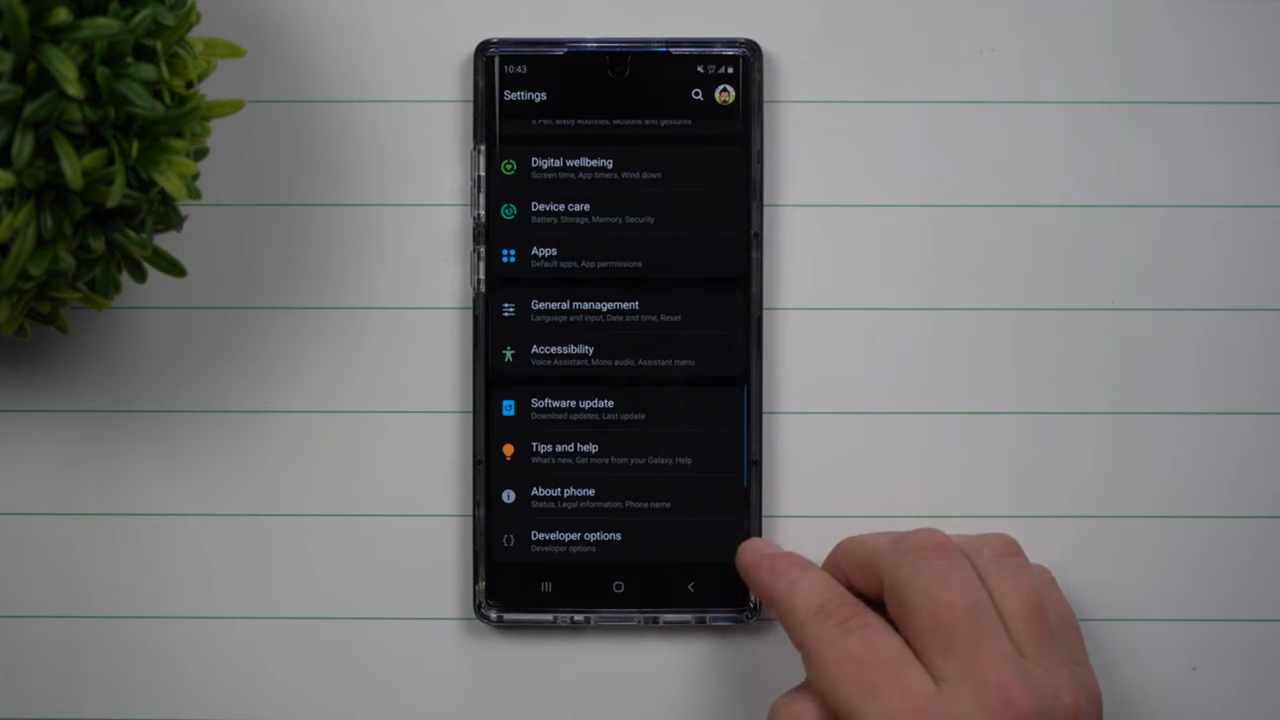 10:43
Settings
S Pen, Bixby Routines, Motions and gestures
Digital wellbeing
Screen time, App timers, Wind down
Device care
Battery, Storage, Memory, Security
Apps
Default apps, App permissions
General management
Language and input, Date and time, Reset
Accessibility
Voice Assistant, Mono audio, Assistant menu
Software update
Download updates, Last update
Tips and help
What's new, Get more from your Galaxy, Help
About phone
Status, Legal information, Phone name
Developer options
Developer options